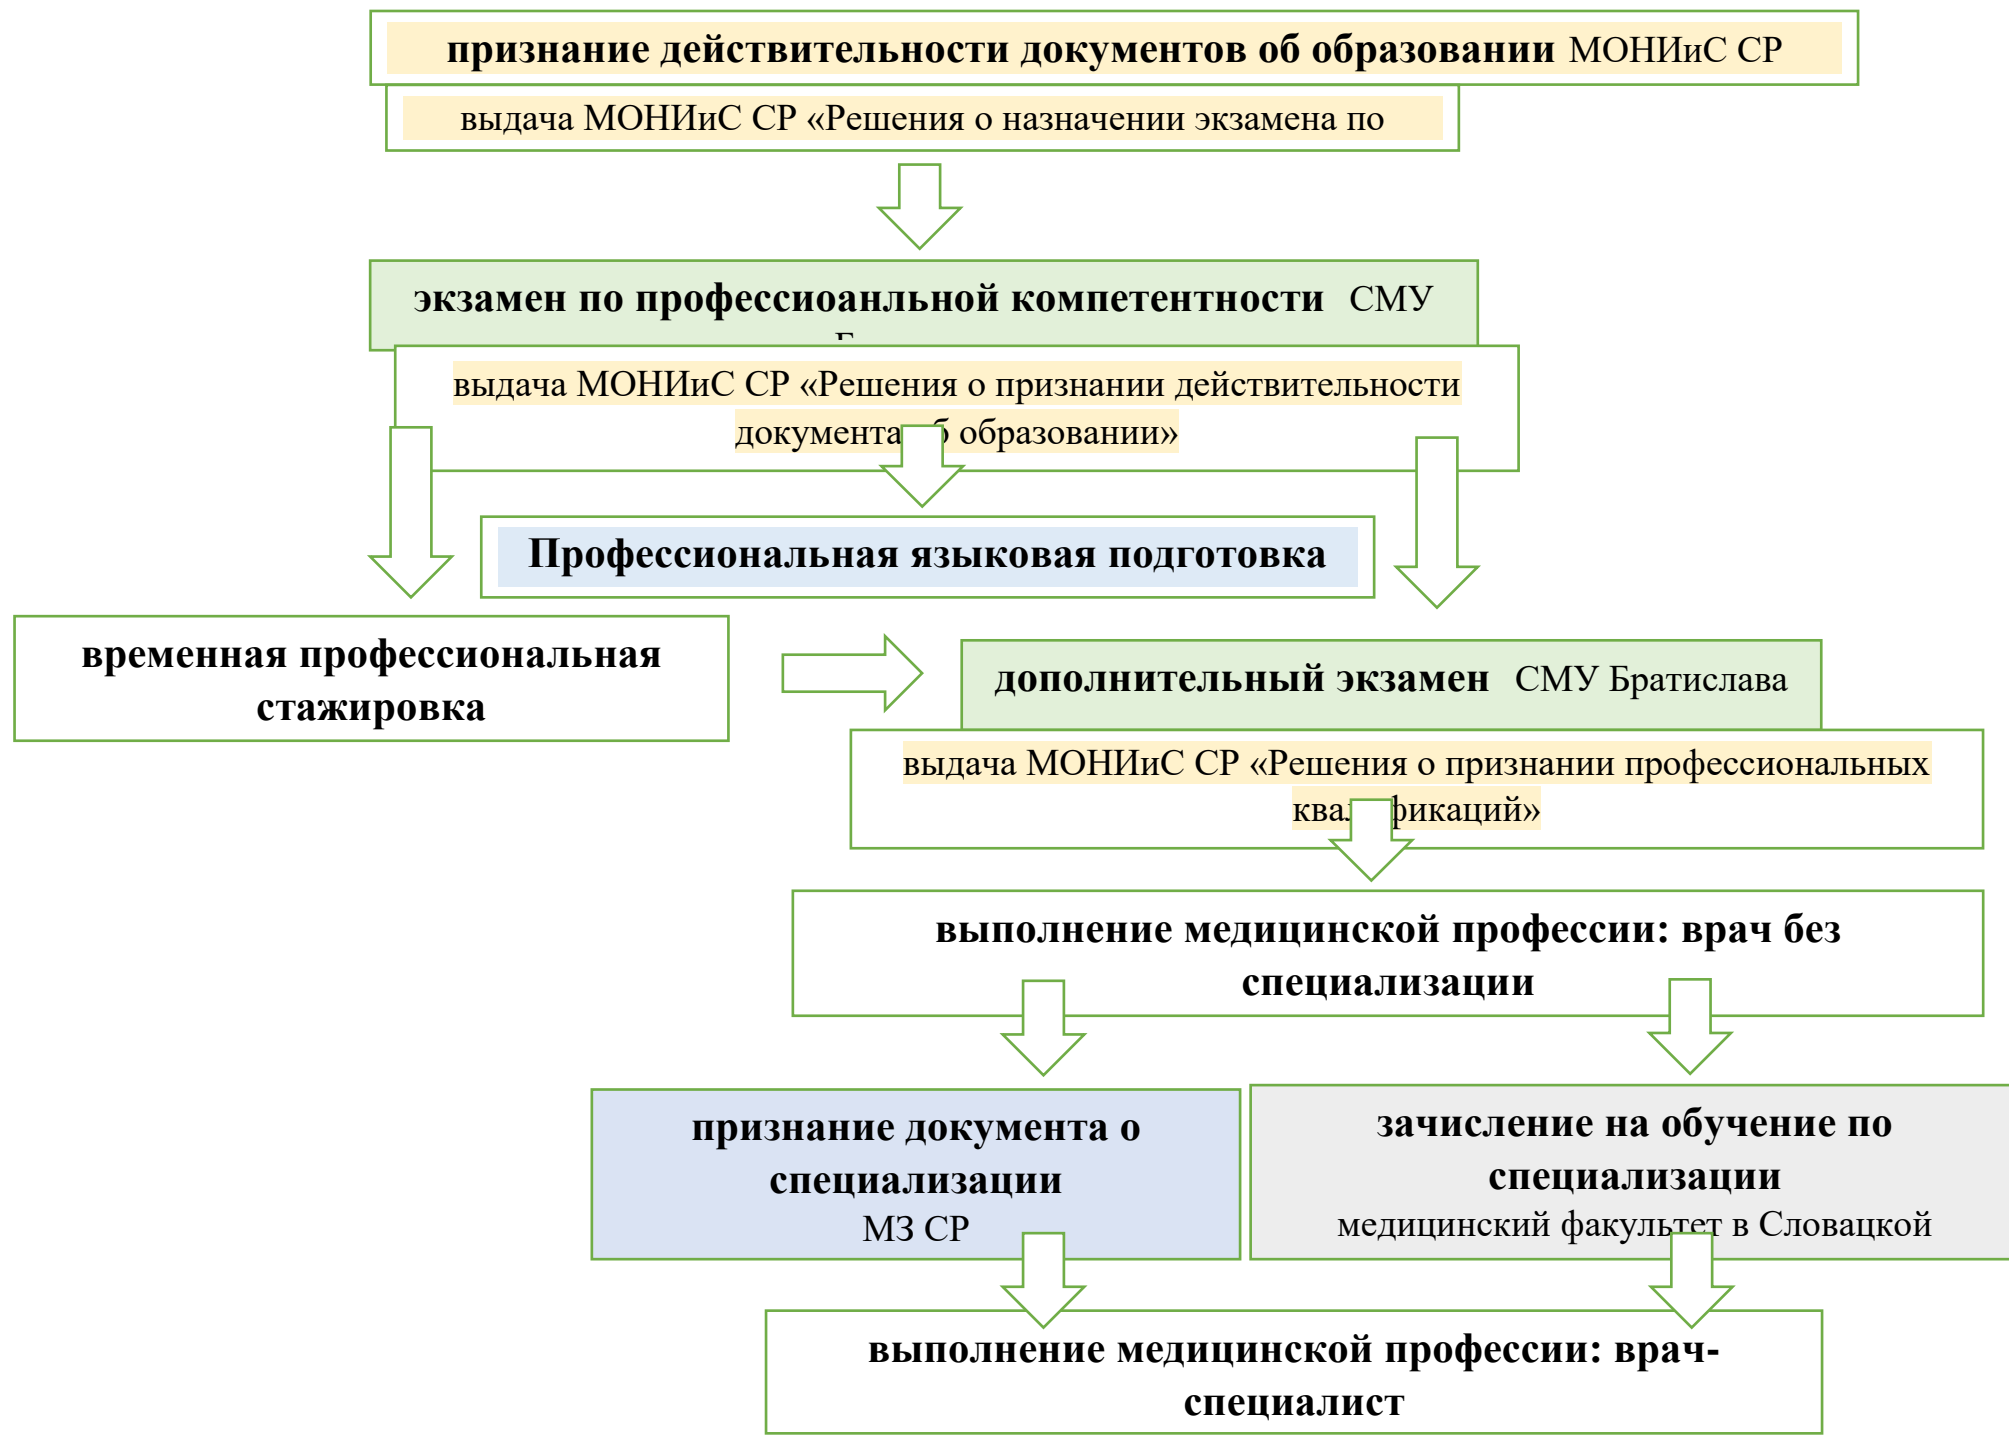 признание действительности документов об образовании МОНИиС СР
выдача МОНИиС СР «Решения о назначении экзамена по
экзамен по профессиоанльной компетентности СМУ
выдача МОНИиС СР «Решения о признании действительности
документа об образовании»
Профессиональная языковая подготовка
временная профессиональная
стажировка
дополнительный экзамен СМУ Братислава
выдача МОНИиС СР «Решения о признании профессиональных
квалификаций»
выполнение медицинской профессии: врач без
специализации
признание документа о
специализации
МЗ СР
зачисление на обучение по
специализации
медицинский факультет в Словацкой
выполнение медицинской профессии: врач-
специалист